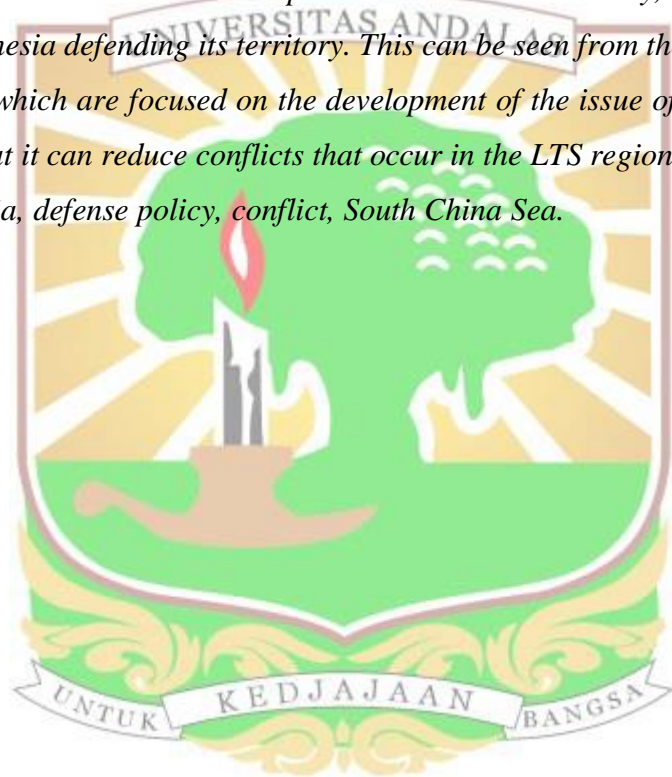 UNIVERSITAS ANDALAS
nesia defending its territory. This can be seen from th
which are focused on the development of the issue of
t it can reduce conflicts that occur in the LTS region
a, defense policy, conflict, South China Sea.
UNTUK KEDJAJAAN BANGSA